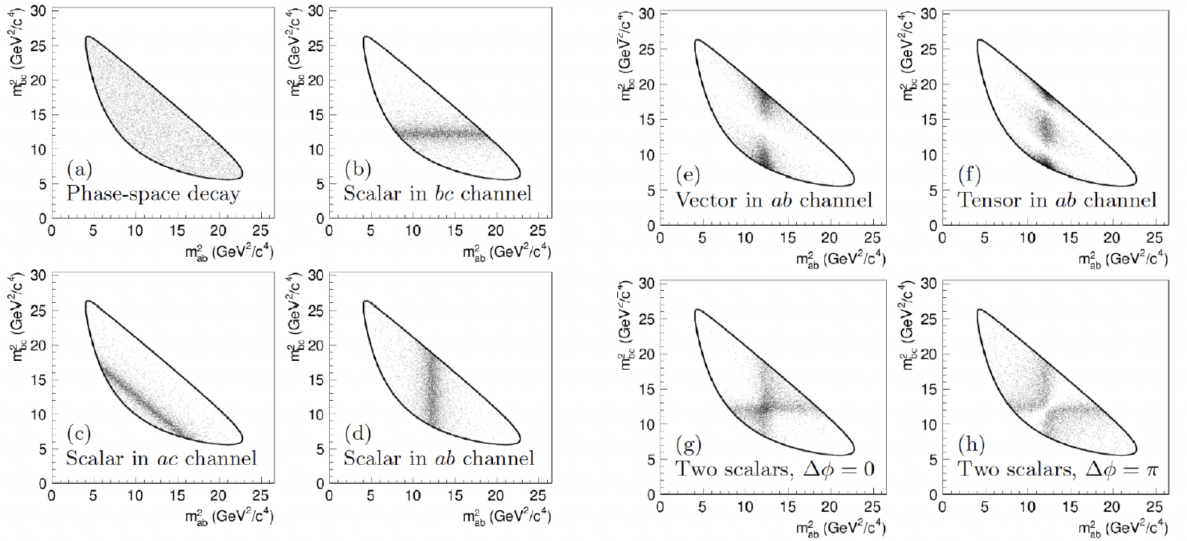 m²bc (GeV²/c⁴)
30
25
20
15
10
5
0
(a)
Phase-space decay
5 10 15 20 25
m²ab (GeV²/c⁴)
m²bc (GeV²/c⁴)
30
25
20
15
10
5
0
(b)
Scalar in bc channel
5 10 15 20 25
m²ab (GeV²/c⁴)
m²bc (GeV²/c⁴)
30
25
20
15
10
5
0
(c)
Scalar in ac channel
5 10 15 20 25
m²ab (GeV²/c⁴)
m²bc (GeV²/c⁴)
30
25
20
15
10
5
0
(d)
Scalar in ab channel
5 10 15 20 25
m²ab (GeV²/c⁴)
m²bc (GeV²/c⁴)
30
25
20
15
10
5
0
(e)
Vector in ab channel
5 10 15 20 25
m²ab (GeV²/c⁴)
m²bc (GeV²/c⁴)
30
25
20
15
10
5
0
(f)
Tensor in ab channel
5 10 15 20 25
m²ab (GeV²/c⁴)
m²bc (GeV²/c⁴)
30
25
20
15
10
5
0
(g)
Two scalars, Δϕ = 0
5 10 15 20 25
m²ab (GeV²/c⁴)
m²bc (GeV²/c⁴)
30
25
20
15
10
5
0
(h)
Two scalars, Δϕ = π
5 10 15 20 25
m²ab (GeV²/c⁴)